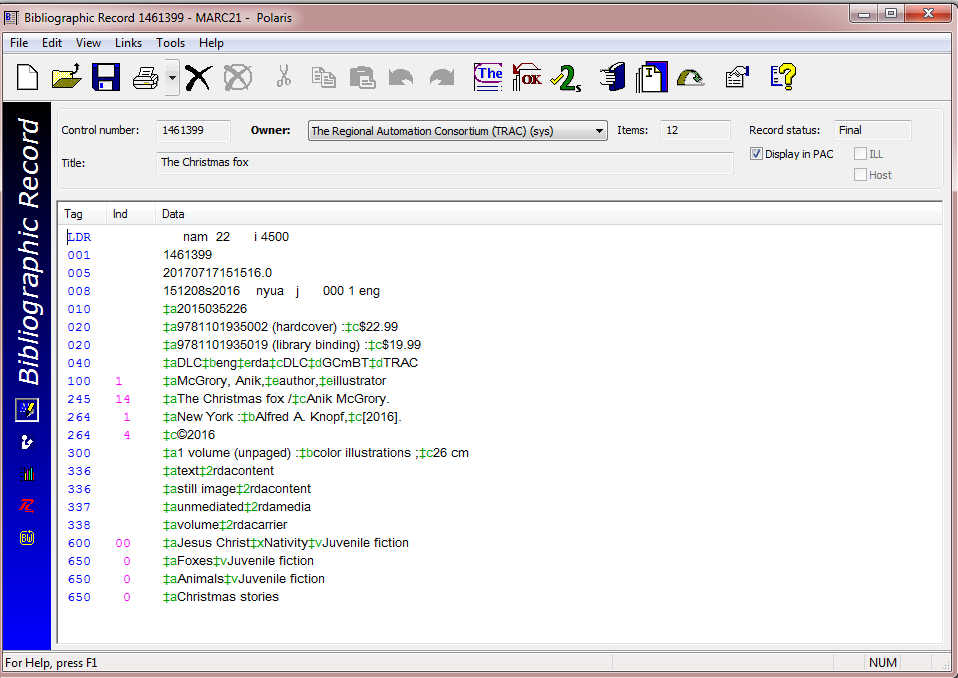 Bibliographic Record 1461399 - MARC21 - Polaris
File Edit View Links Tools Help
The OK 2s T
Bibliographic Record
Control number: 1461399 Owner: The Regional Automation Consortium (TRAC) (sys) Items: 12 Record status: Final
Display in PAC ILL
Title: The Christmas fox
Host
Tag Ind Data
LDR nam 22 i 4500
001 1461399
005 20170717151516.0
008 151208s2016 nyua j 000 1 eng
010 ‡a2015035226
020 ‡a9781101935002 (hardcover) :‡c$22.99
020 ‡a9781101935019 (library binding) :‡c$19.99
040 ‡aDLC‡beng‡erda‡cDLC‡dGCmBT‡dTRAC
100 1 ‡aMcGrory, Anik,‡eauthor,‡eillustrator
245 14 ‡aThe Christmas fox /‡cAnik McGrory.
264 1 ‡aNew York :‡bAlfred A. Knopf,‡c[2016].
264 4 ‡c©2016
300 ‡a1 volume (unpaged) :‡bcolor illustrations ;‡c26 cm
336 ‡atext‡2rdacontent
336 ‡astill image‡2rdacontent
337 ‡aunmediated‡2rdamedia
338 ‡avolume‡2rdacarrier
600 00 ‡aJesus Christ‡xNativity‡vJuvenile fiction
650 0 ‡aFoxes‡vJuvenile fiction
650 0 ‡aAnimals‡vJuvenile fiction
650 0 ‡aChristmas stories
For Help, press F1 NUM